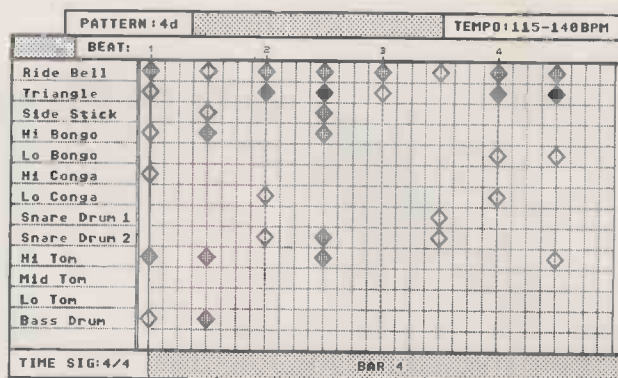 PATTERN:4d TEMPO:115-140BPM
BEAT: 1 2 3 4
Ride Bell
Triangle
Side Stick
Hi Bongo
Lo Bongo
Hi Conga
Lo Conga
Snare Drum 1
Snare Drum 2
Hi Tom
Mid Tom
Lo Tom
Bass Drum
TIME SIG:4/4 BAR 4